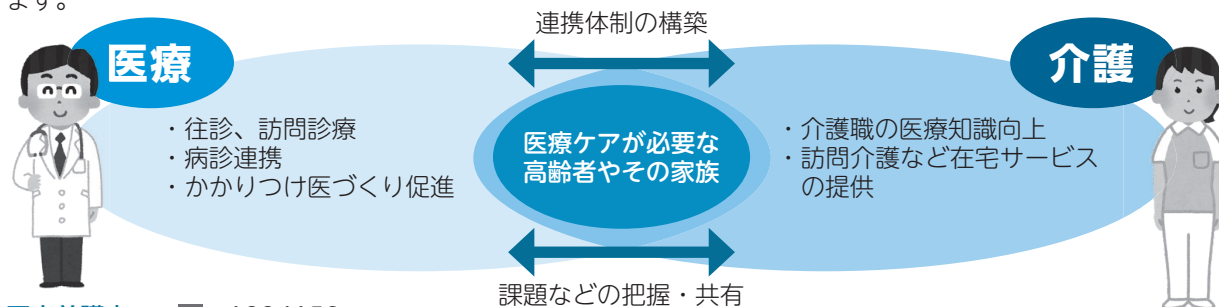 ます。
連携体制の構築
医療
介護
・往診、訪問診療
・病診連携
・かかりつけ医づくり促進
医療ケアが必要な
高齢者やその家族
・介護職の医療知識向上
・訪問介護など在宅サービス
の提供
課題などの把握・共有